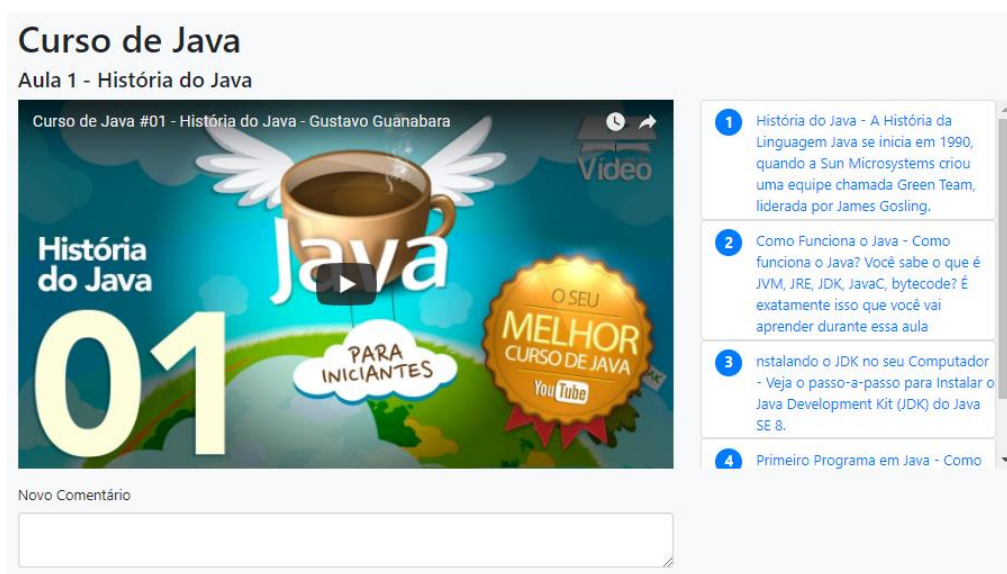 Curso de Java
Aula 1 - História do Java
Curso de Java #01 - História do Java - Gustavo Guanabara
Vídeo
História
do Java
01
Java
PARA
INICIANTES
O SEU
MELHOR
CURSO DE JAVA
YouTube
1 História do Java - A História da
Linguagem Java se inicia em 1990,
quando a Sun Microsystems criou
uma equipe chamada Green Team,
liderada por James Gosling.
2 Como Funciona o Java - Como
funciona o Java? Você sabe o que é
JVM, JRE, JDK, JavaC, bytecode? É
exatamente isso que você vai
aprender durante essa aula
3 nstalando o JDK no seu Computador
- Veja o passo-a-passo para Instalar o
Java Development Kit (JDK) do Java
SE 8.
4 Primeiro Programa em Java - Como
Novo Comentário